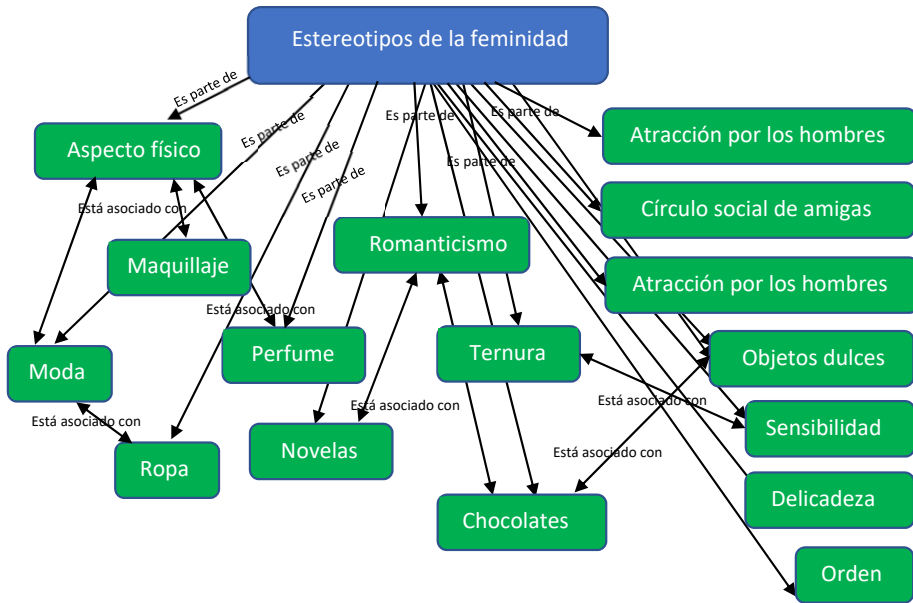 Estereotipos de la feminidad
Es parte de
Es parte de
Es parte de
Es parte de
Es parte de
Es parte de
Es parte de
Aspecto físico
Atracción por los hombres
Está asociado con
Círculo social de amigas
Romanticismo
Maquillaje
Atracción por los hombres
Está asociado con
Perfume
Ternura
Objetos dulces
Moda
Está asociado con
Está asociado con
Está asociado con
Sensibilidad
Novelas
Está asociado con
Ropa
Delicadeza
Chocolates
Orden